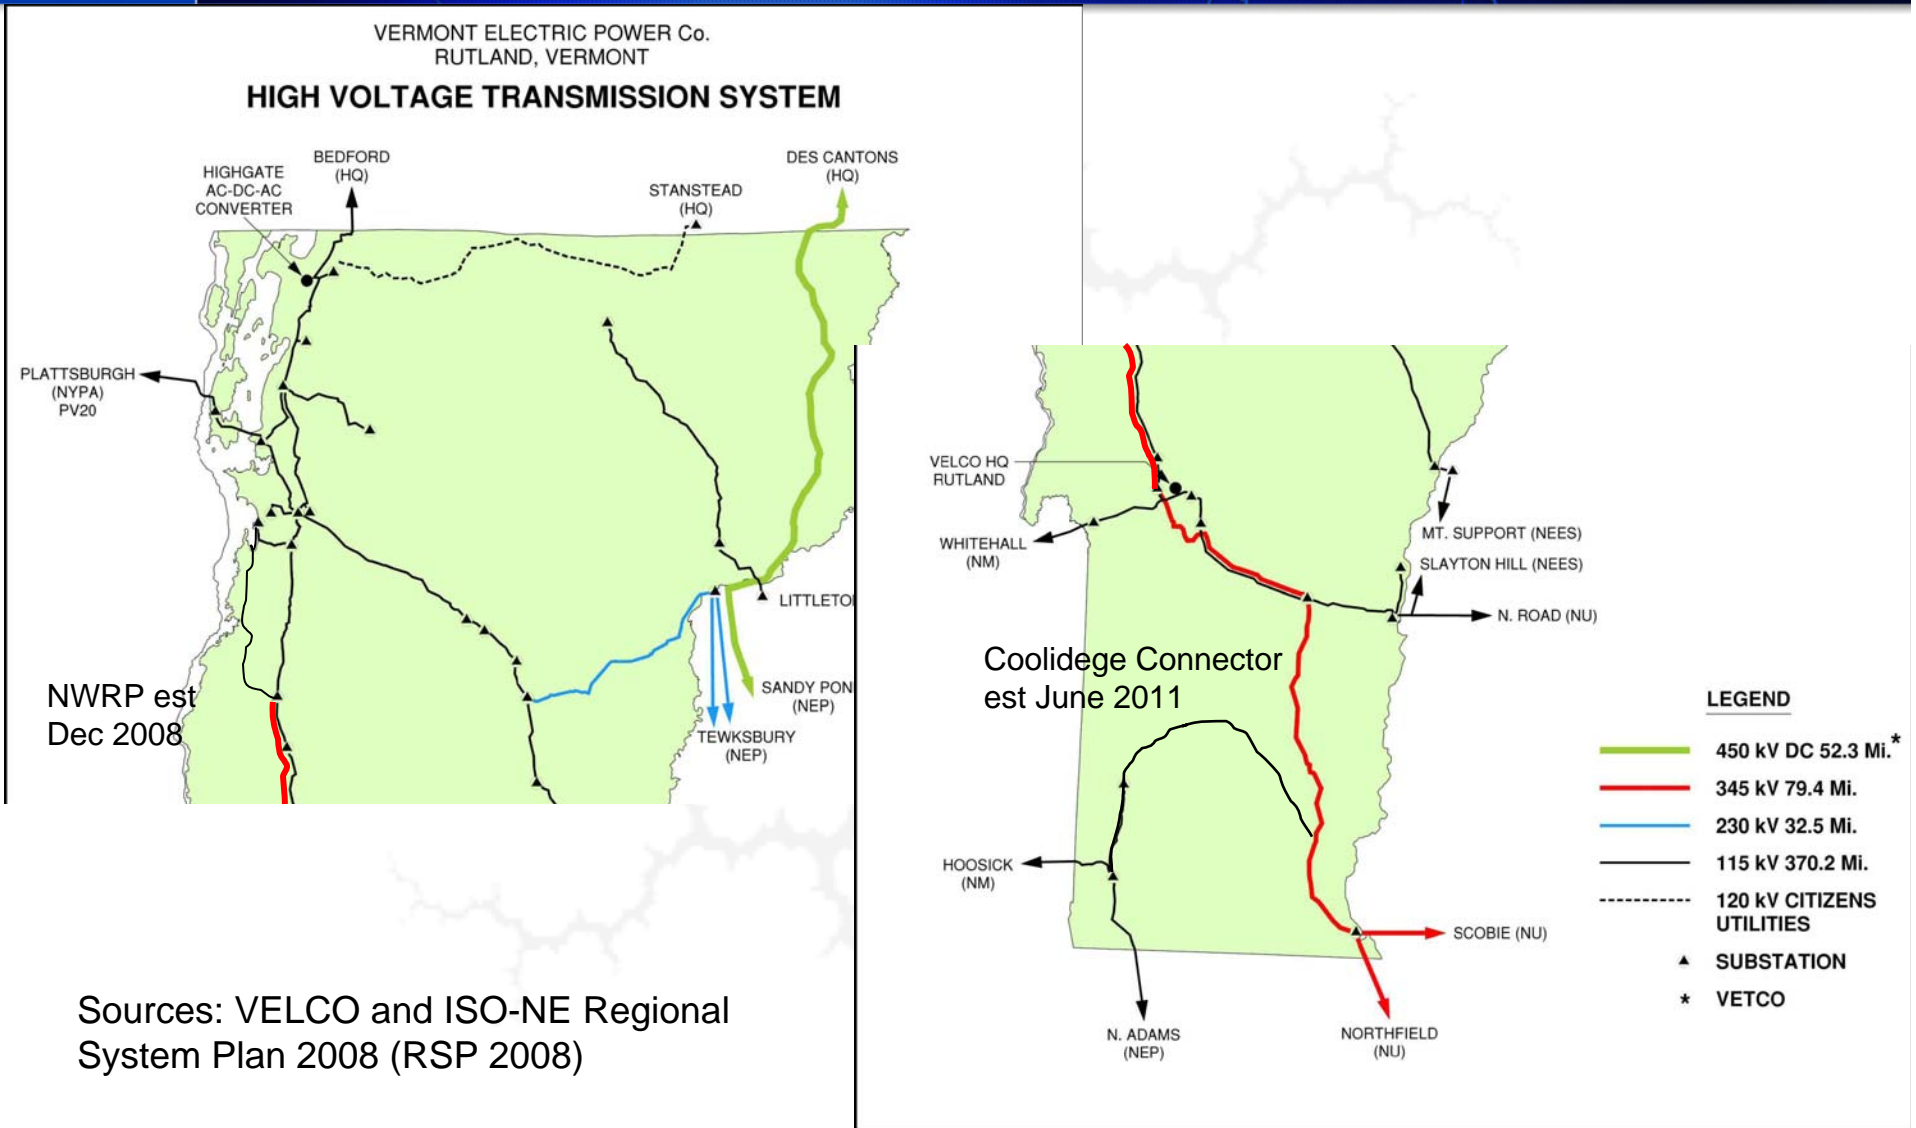 VERMONT ELECTRIC POWER Co.
RUTLAND, VERMONT
HIGH VOLTAGE TRANSMISSION SYSTEM
BEDFORD
(HQ)
HIGHGATE
AC-DC-AC
CONVERTER
STANSTEAD
(HQ)
DES CANTONS
(HQ)
PLATTSBURGH
(NYPA)
PV20
LITTLETO
SANDY PON
(NEP)
TEWKSBURY
(NEP)
NWRP est
Dec 2008
VELCO HQ
RUTLAND
WHITEHALL
(NM)
MT. SUPPORT (NEES)
SLAYTON HILL (NEES)
N. ROAD (NU)
Coolidege Connector
est June 2011
HOOSICK
(NM)
SCOBIE (NU)
N. ADAMS
(NEP)
NORTHFIELD
(NU)
LEGEND
450 kV DC 52.3 Mi.*
345 kV 79.4 Mi.
230 kV 32.5 Mi.
115 kV 370.2 Mi.
120 kV CITIZENS
UTILITIES
SUBSTATION
* VETCO
Sources: VELCO and ISO-NE Regional
System Plan 2008 (RSP 2008)